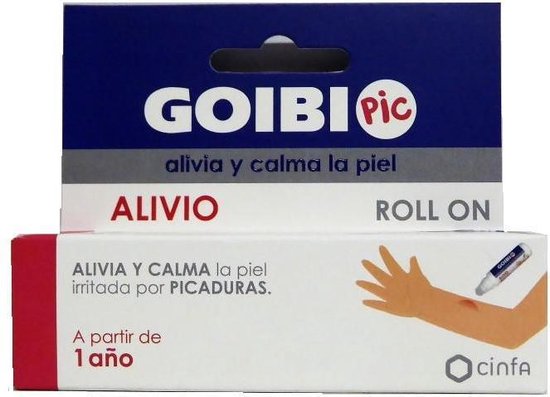 GOIBI PIC
alivia y calma la piel
ALIVIO ROLL ON
GOIBI
ALIVIA Y CALMA la piel
irritada por PICADURAS.
A partir de
1 año
cinfa